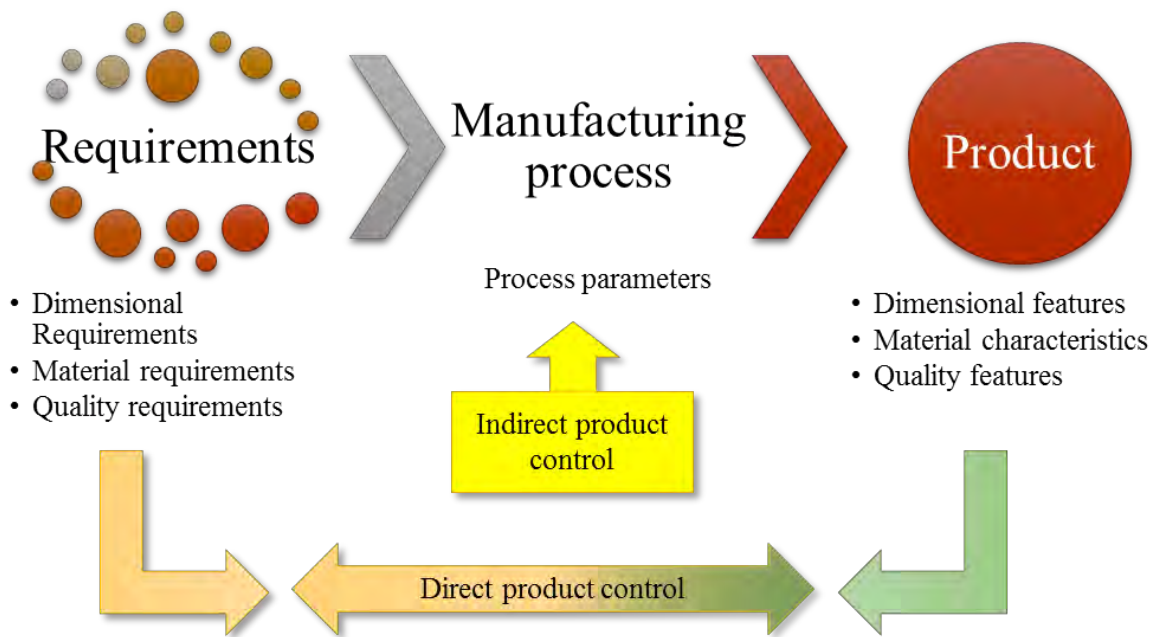 Requirements
Manufacturing
process
Product
• Dimensional
Requirements
• Material requirements
• Quality requirements
Process parameters
• Dimensional features
• Material characteristics
• Quality features
Indirect product
control
Direct product control